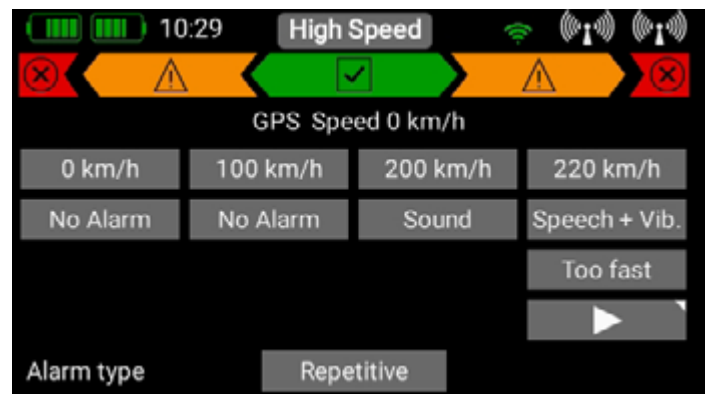 10:29 High Speed
GPS Speed 0 km/h
0 km/h 100 km/h 200 km/h 220 km/h
No Alarm No Alarm Sound Speech + Vib.
Too fast
Alarm type Repetitive